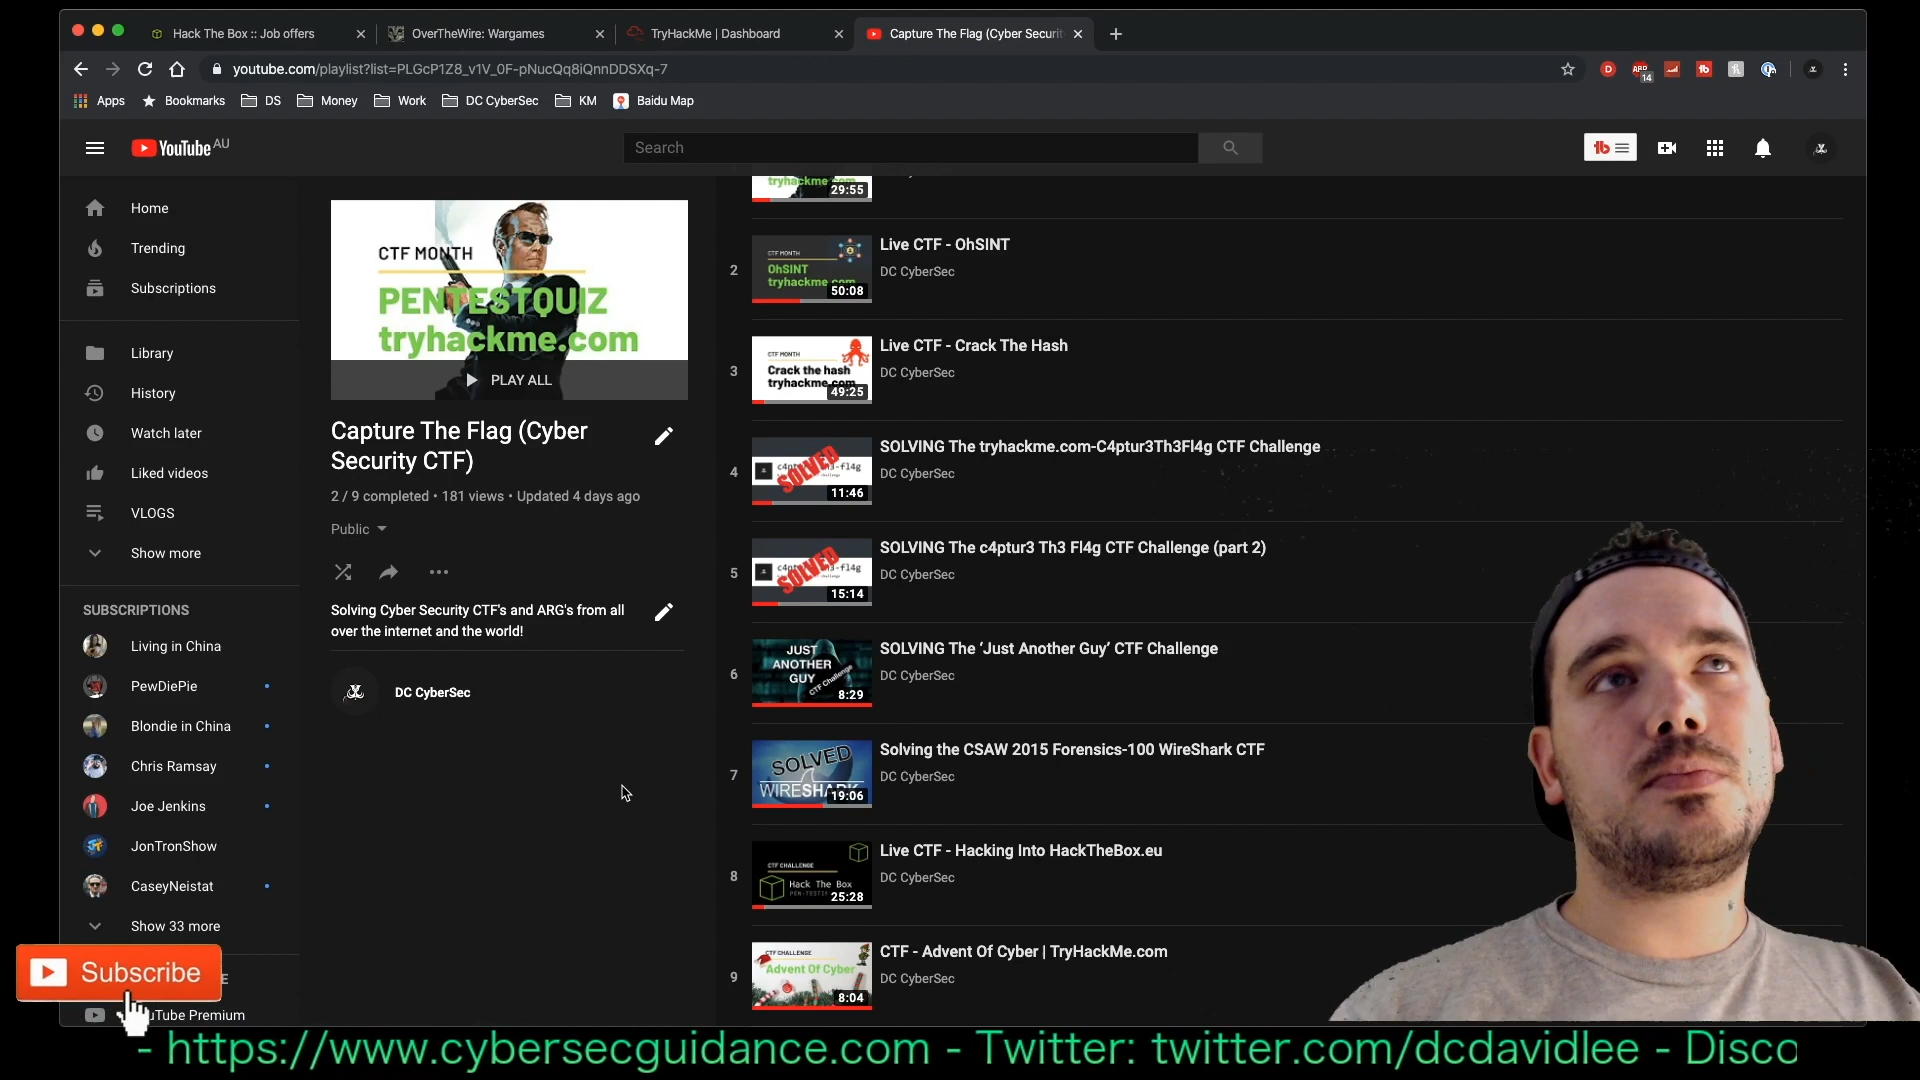 Hack The Box :: Job offers
OverTheWire: Wargames
TryHackMe | Dashboard
Capture The Flag (Cyber Securit
youtube.com/playlist?list=PLGcP1Z8_v1V_0F-pNucQq8iQnnDDSXq-7
14
Apps
Bookmarks
DS
Money
Work
DC CyberSec
KM
Baidu Map
YouTube AU
Search
Home
Trending
Subscriptions
Library
History
Watch later
Liked videos
VLOGS
Show more
SUBSCRIPTIONS
Living in China
PewDiePie
Blondie in China
Chris Ramsay
Joe Jenkins
JonTronShow
CaseyNeistat
Show 33 more
CTF MONTH
PENTESTQUIZ
tryhackme.com
PLAY ALL
Capture The Flag (Cyber
Security CTF)
2 / 9 completed • 181 views • Updated 4 days ago
Public
Solving Cyber Security CTF's and ARG's from all
over the internet and the world!
DC CyberSec
tryhackme
29:55
2
CTF MONTH
OhSINT
tryhackme.com
50:08
Live CTF - OhSINT
DC CyberSec
3
CTF MONTH
Crack the hash
tryhackme.com
49:25
Live CTF - Crack The Hash
DC CyberSec
4
SOLVED
11:46
SOLVING The tryhackme.com-C4ptur3Th3Fl4g CTF Challenge
DC CyberSec
5
SOLVED
15:14
SOLVING The c4ptur3 Th3 Fl4g CTF Challenge (part 2)
DC CyberSec
6
JUST
ANOTHER
GUY
CTF Challenge
8:29
SOLVING The ‘Just Another Guy’ CTF Challenge
DC CyberSec
7
SOLVED
WIRESHARK
19:06
Solving the CSAW 2015 Forensics-100 WireShark CTF
DC CyberSec
8
CTF CHALLENGE
Hack The Box
25:28
Live CTF - Hacking Into HackTheBox.eu
DC CyberSec
9
CTF CHALLENGE
Advent Of Cyber
8:04
CTF - Advent Of Cyber | TryHackMe.com
DC CyberSec
Subscribe
E
uTube Premium
- https://www.cybersecguidance.com - Twitter: twitter.com/dcdavidlee - Disco